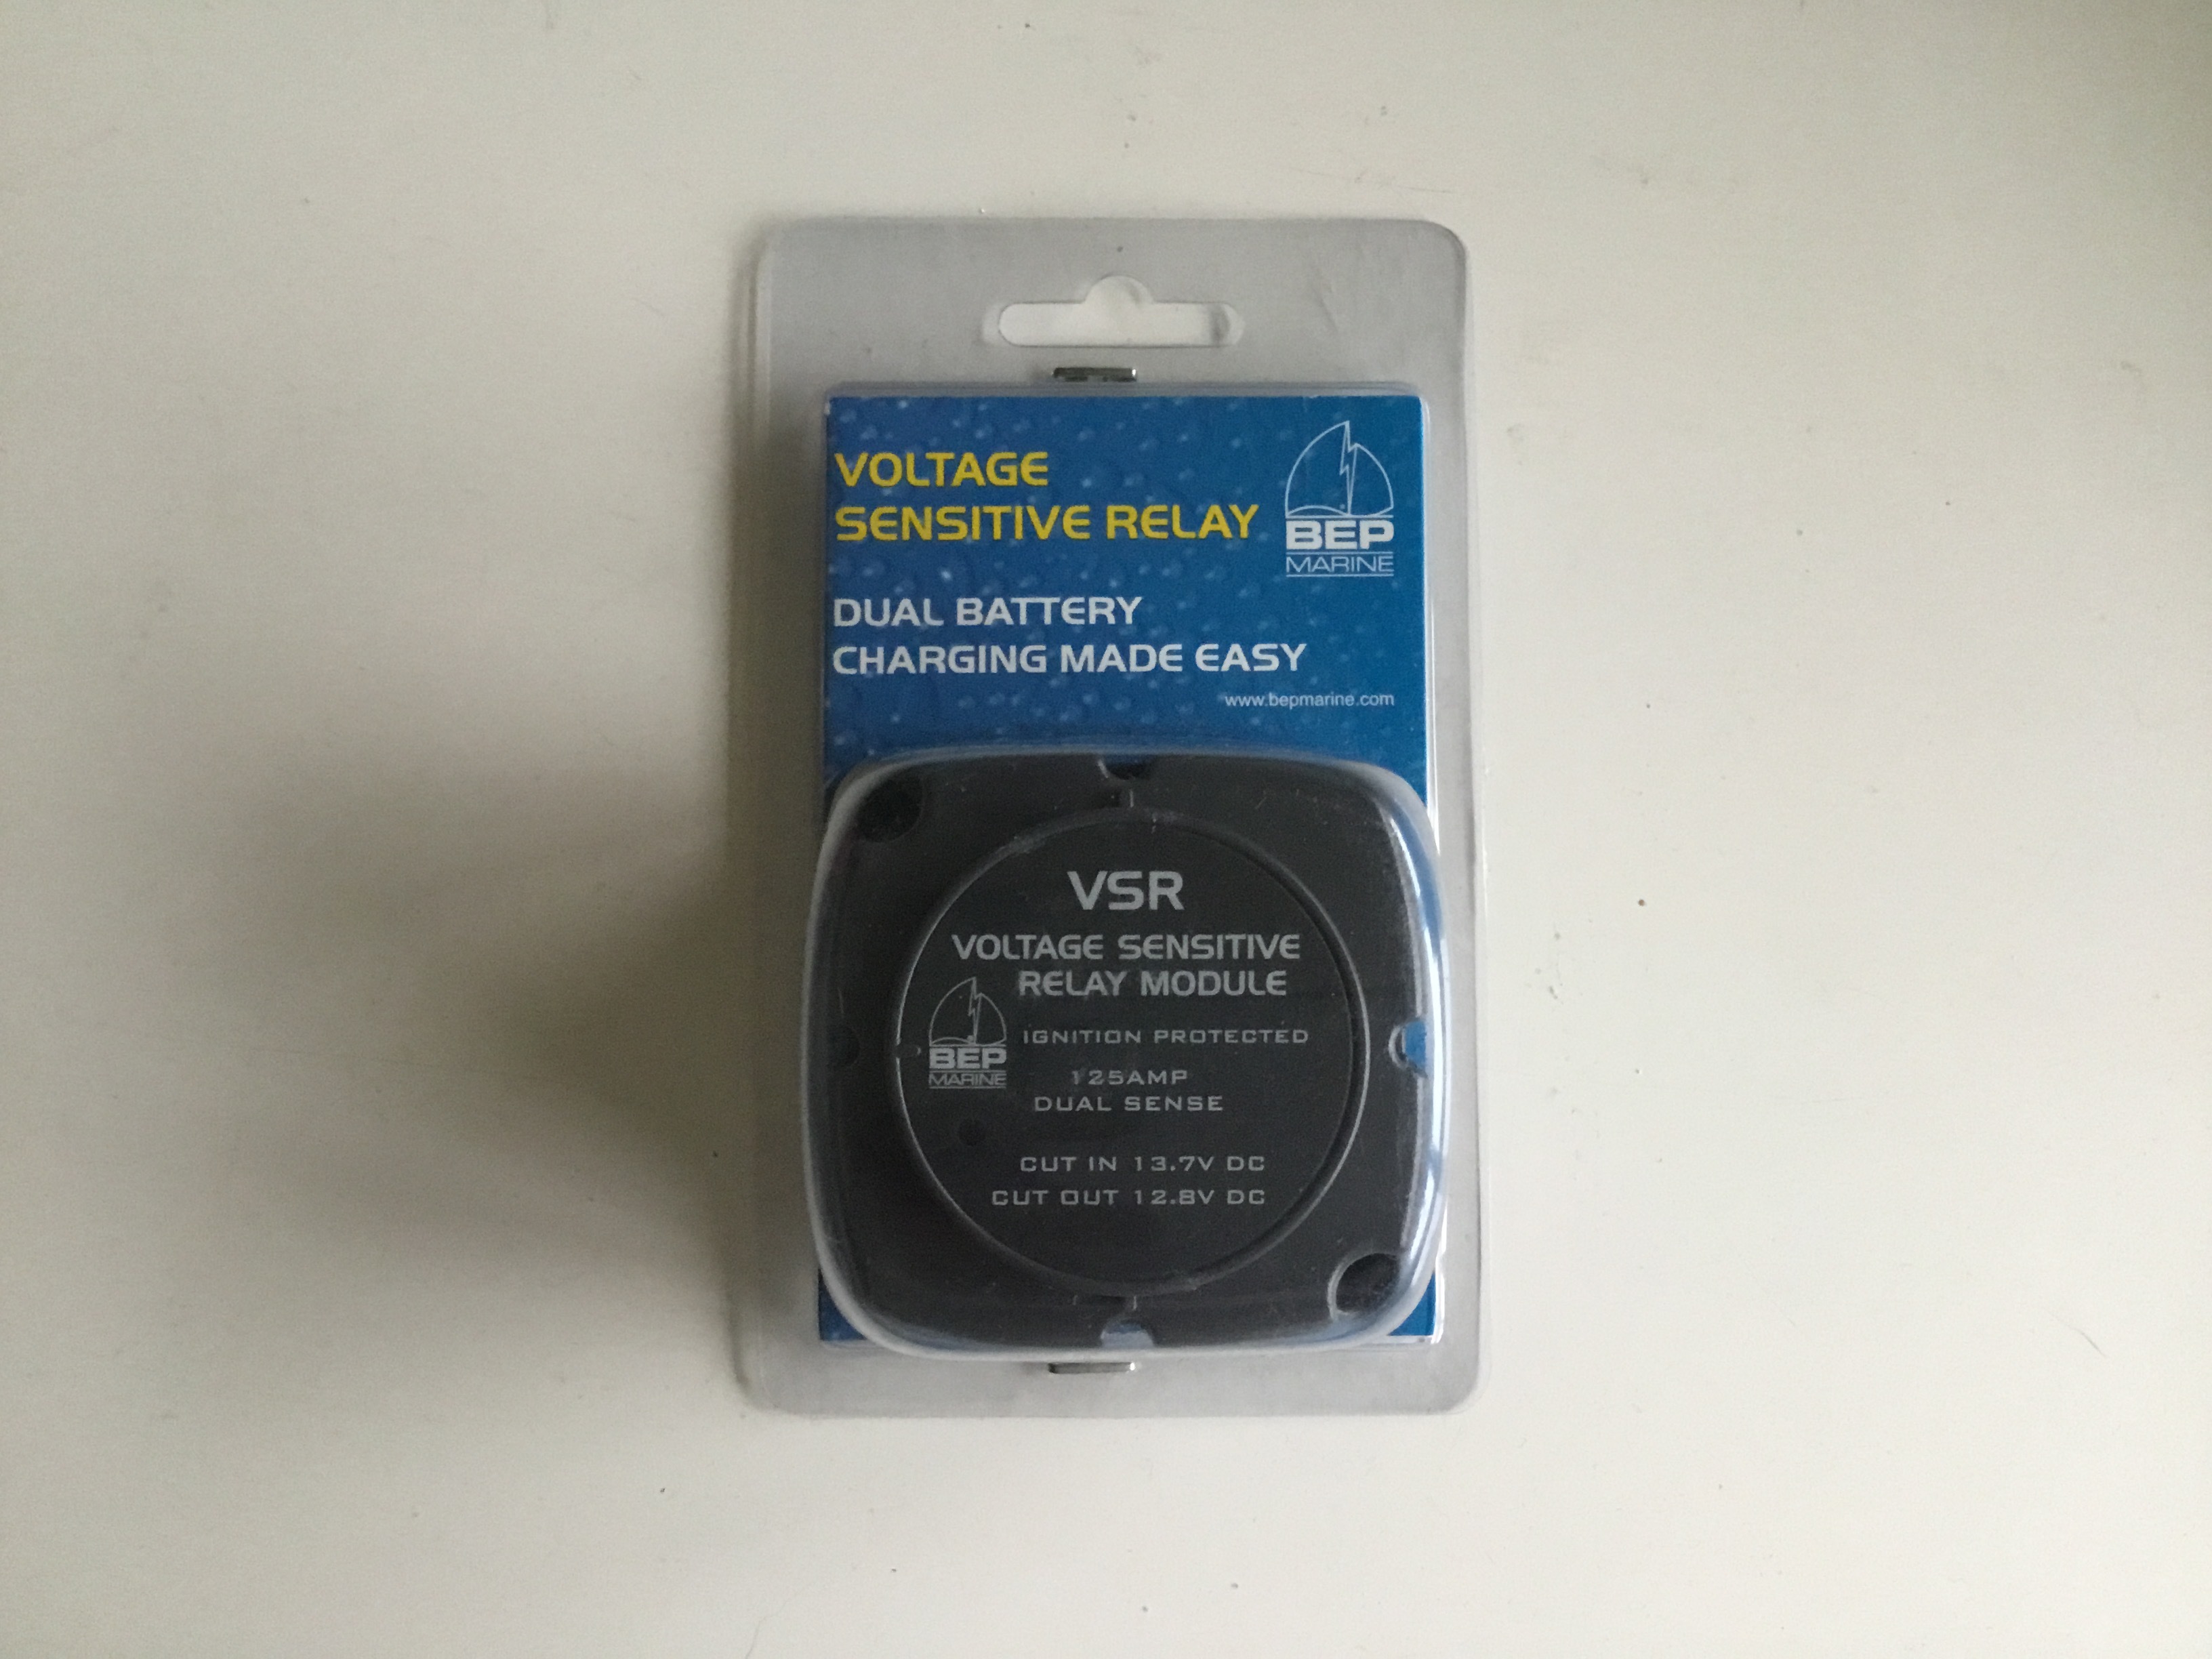 VOLTAGE
SENSITIVE RELAY
BEP
MARINE
DUAL BATTERY
CHARGING MADE EASY
www.bepmarine.com
VSR
VOLTAGE SENSITIVE
RELAY MODULE
BEP
MARINE
IGNITION PROTECTED
125AMP
DUAL SENSE
CUT IN 13.7V DC
CUT OUT 12.8V DC